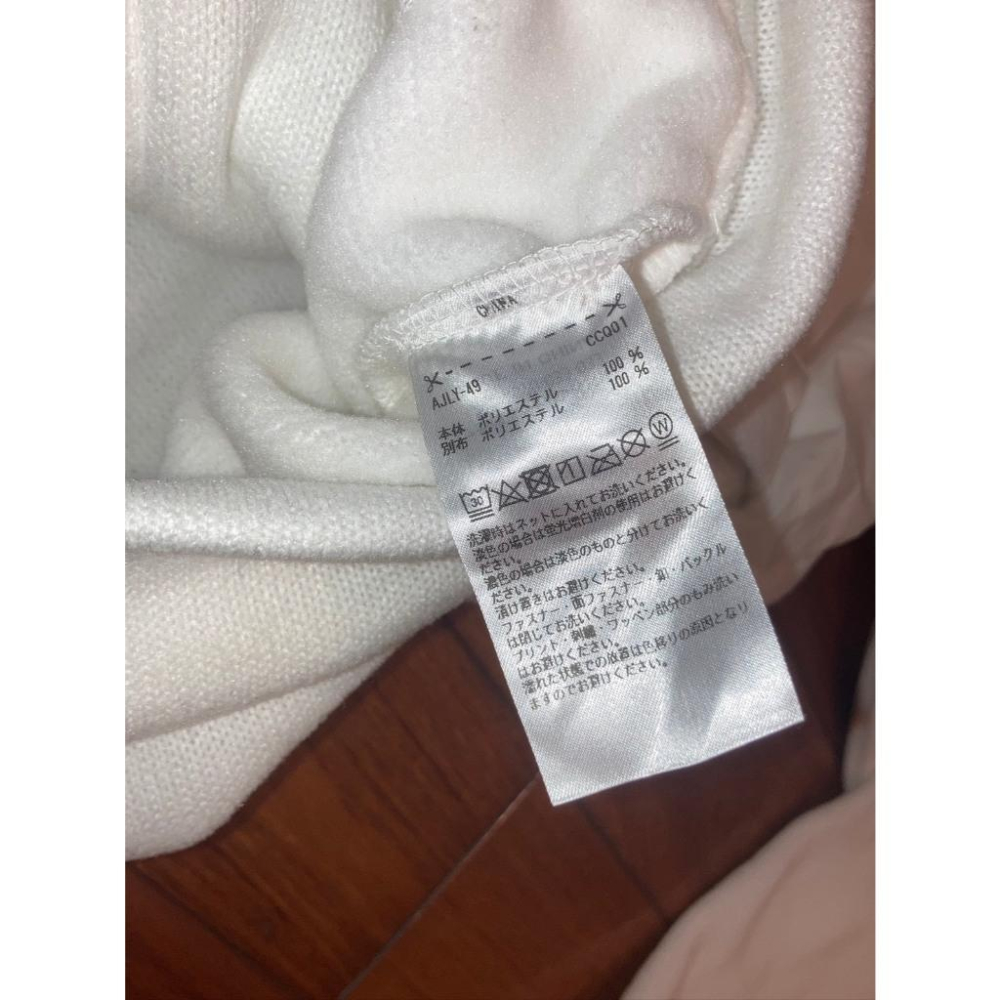 CHINA
AJLY-49 CCQ01
本体 ポリエステル 100 %
別布 ポリエステル 100 %
30 W
洗濯時はネットに入れてお洗いください。
淡色の場合は蛍光増白剤の使用はお避けく
ださい。
濃色の場合は淡色のものと分けてお洗いく
ださい。
漬け置きはお避けください。
ファスナー・面ファスナー・釦・バックル
は閉じてお洗いください。
プリント・刺繍・ワッペン部分のもみ洗い
はお避けください。
濡れた状態での放置は色移りの原因となり
ますのでお避けください。